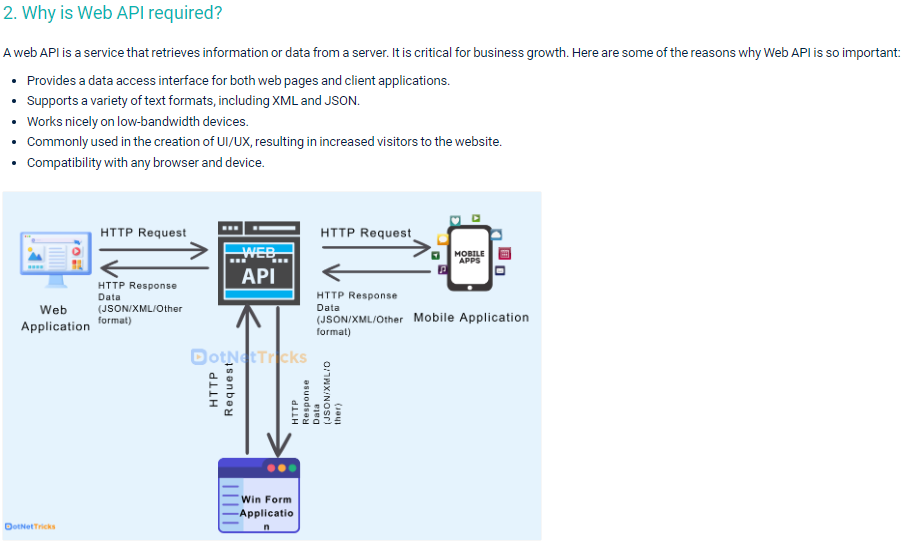 2. Why is Web API required?
A web API is a service that retrieves information or data from a server. It is critical for business growth. Here are some of the reasons why Web API is so important:
• Provides a data access interface for both web pages and client applications.
• Supports a variety of text formats, including XML and JSON.
• Works nicely on low-bandwidth devices.
• Commonly used in the creation of UI/UX, resulting in increased visitors to the website.
• Compatibility with any browser and device.
HTTP Request
HTTP Response
Data
(JSON/XML/Other
format)
Web
Application
WEB
API
HTTP Request
HTTP Response
Data
(JSON/XML/Other
format)
MOBILE
APPS
Mobile Application
DotNetTricks
HTTP
Request
HTTP
Response
Data
(JSON/XML/O
ther)
Win Form
Applicatio
n
DotNetTricks